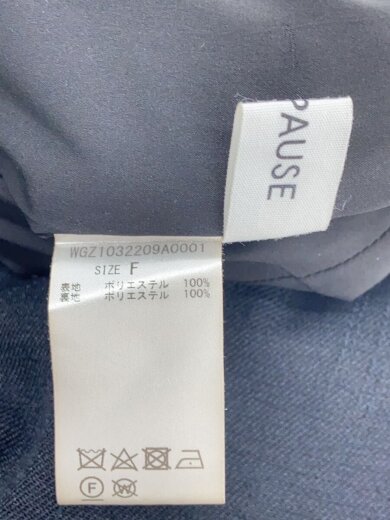 PAUSE
WGZ1032209A0001
SIZE F
表地 ポリエステル 100%
裏地 ポリエステル 100%
F
W